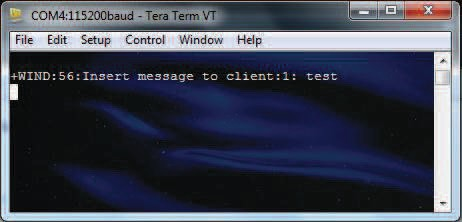 COM4:115200baud - Tera Term VT
File Edit Setup Control Window Help
+WIND:56:Insert message to client:1: test